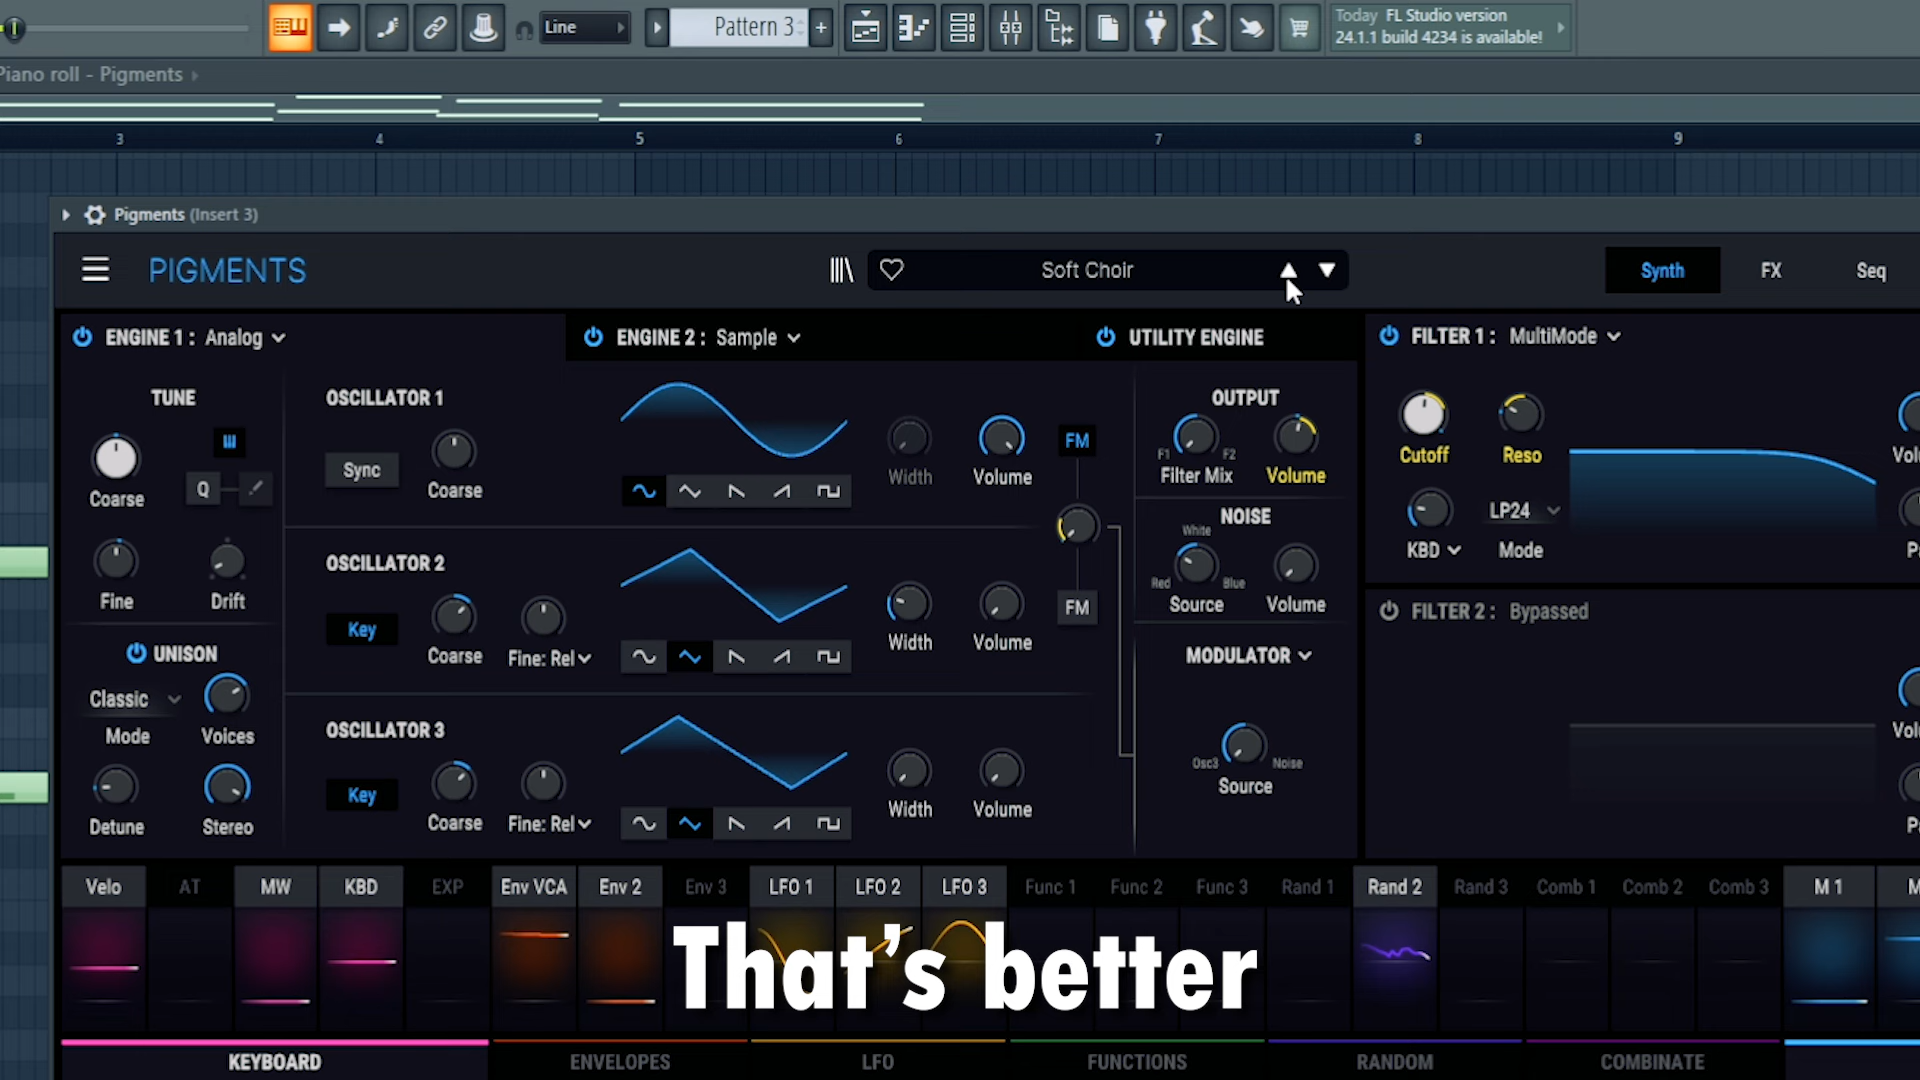 Line
Pattern 3
+
Today FL Studio version
24.1.1 build 4234 is available!
Piano roll - Pigments
3 4 5 6 7 8 9
Pigments (Insert 3)
PIGMENTS
Soft Choir
Synth FX Seq
ENGINE 1 : Analog
ENGINE 2 : Sample
UTILITY ENGINE
FILTER 1 : MultiMode
TUNE
Coarse
Q
Fine
Drift
UNISON
Classic
Mode
Voices
Detune
Stereo
OSCILLATOR 1
Sync
Coarse
Width
Volume
FM
OSCILLATOR 2
Key
Coarse
Fine: Rel
Width
Volume
FM
OSCILLATOR 3
Key
Coarse
Fine: Rel
Width
Volume
OUTPUT
F1 F2
Filter Mix
Volume
NOISE
White
Red Blue
Source
Volume
MODULATOR
Osc3 Noise
Source
Cutoff
Reso
KBD
LP24
Mode
FILTER 2 : Bypassed
Velo AT MW KBD EXP Env VCA Env 2 Env 3 LFO 1 LFO 2 LFO 3 Func 1 Func 2 Func 3 Rand 1 Rand 2 Rand 3 Comb 1 Comb 2 Comb 3 M 1
That's better
KEYBOARD ENVELOPES LFO FUNCTIONS RANDOM COMBINATE